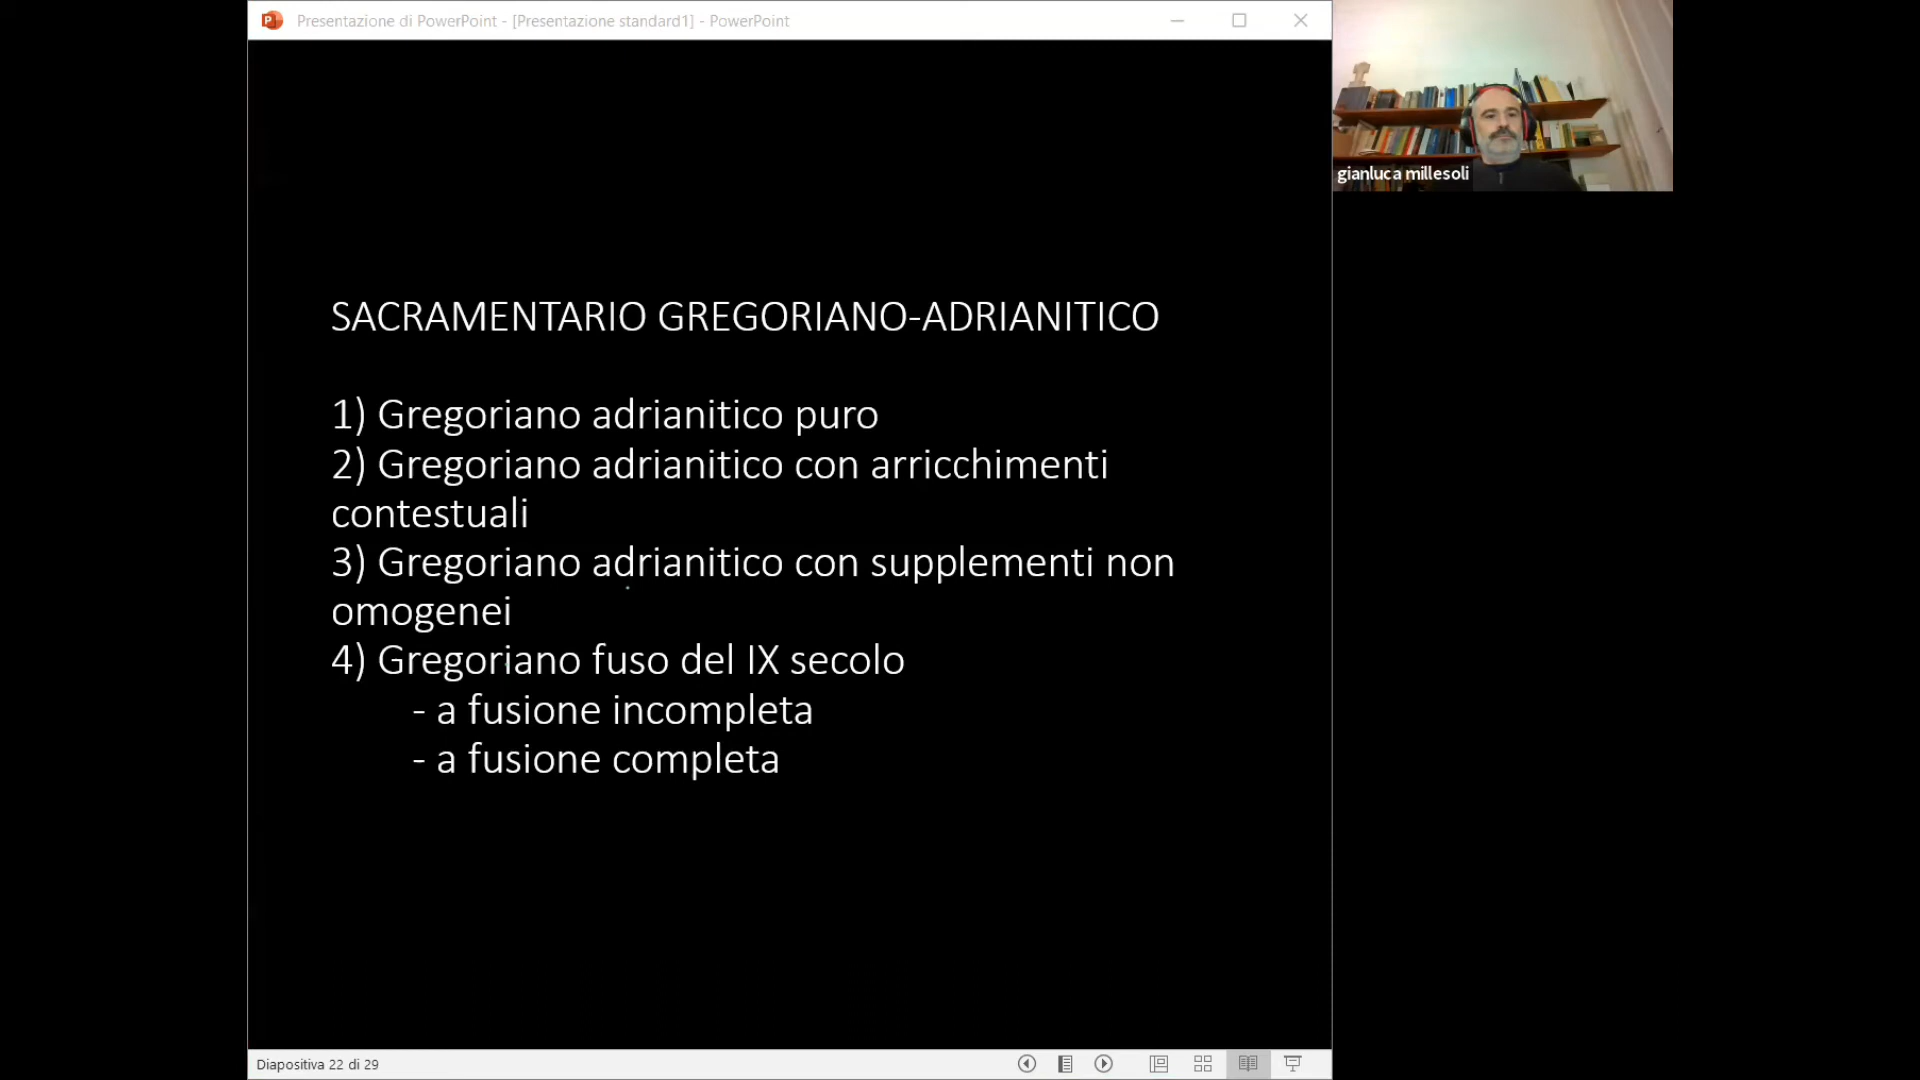 Presentazione di PowerPoint - [Presentazione standard1] - PowerPoint
gianluca millesoli
SACRAMENTARIO GREGORIANO-ADRIANITICO
1) Gregoriano adrianitico puro
2) Gregoriano adrianitico con arricchimenti
contestuali
3) Gregoriano adrianitico con supplementi non
omogenei
4) Gregoriano fuso del IX secolo
- a fusione incompleta
- a fusione completa
Diapositiva 22 di 29